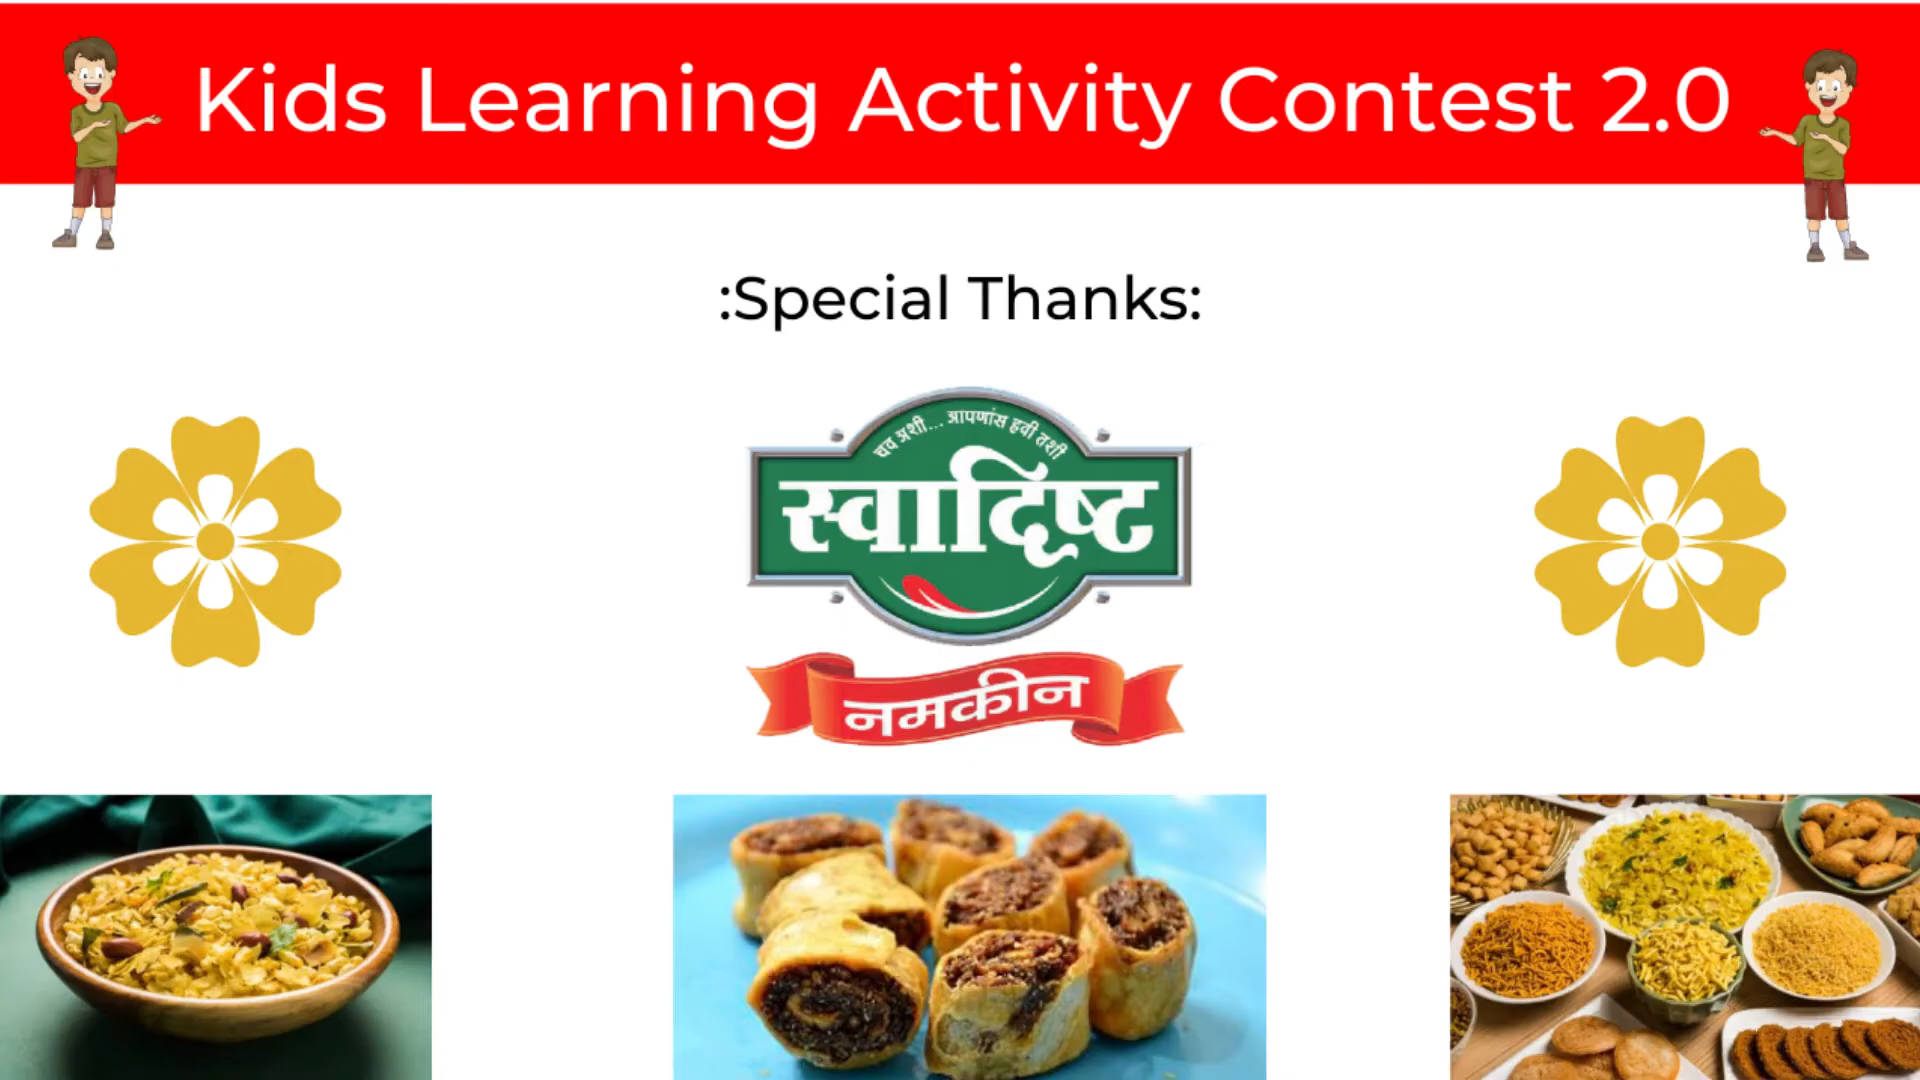 Kids Learning Activity Contest 2.0
:Special Thanks:
चव अशी... आपणांस हवी तशी
स्वादिष्ट
नमकीन